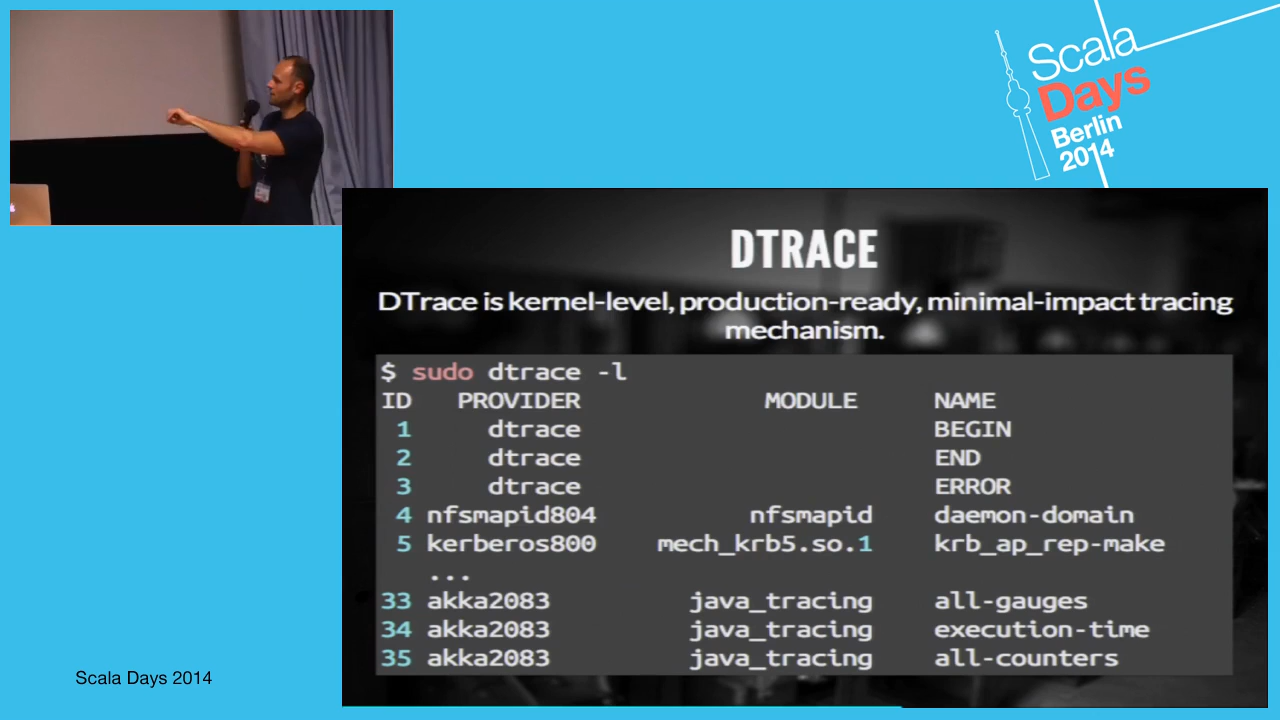 Scala
Days
Berlin
2014
DTRACE
DTrace is kernel-level, production-ready, minimal-impact tracing
mechanism.
$ sudo dtrace -l
ID PROVIDER MODULE NAME
1 dtrace BEGIN
2 dtrace END
3 dtrace ERROR
4 nfsmapid804 nfsmapid daemon-domain
5 kerberos800 mech_krb5.so.1 krb_ap_rep-make
...
33 akka2083 java_tracing all-gauges
34 akka2083 java_tracing execution-time
35 akka2083 java_tracing all-counters
Scala Days 2014